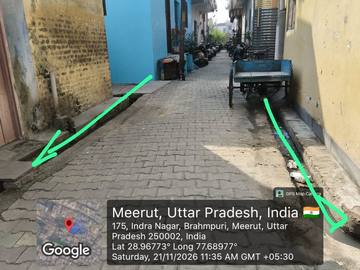 GPS Map Camera
Meerut, Uttar Pradesh, India
175, Indra Nagar, Brahmpuri, Meerut, Uttar
Pradesh 250002, India
Lat 28.96773° Long 77.68977°
Saturday, 21/11/2026 11:35 AM GMT +05:30
Google